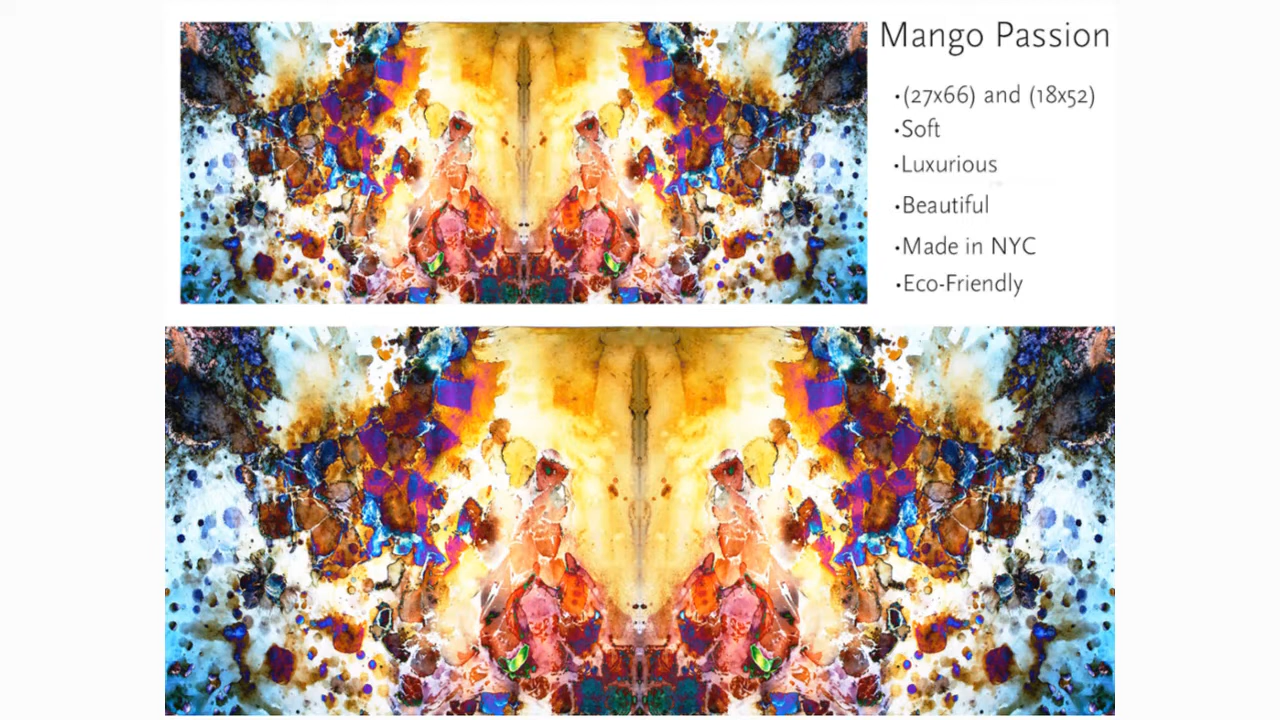 Mango Passion
•(27x66) and (18x52)
•Soft
•Luxurious
•Beautiful
•Made in NYC
•Eco-Friendly